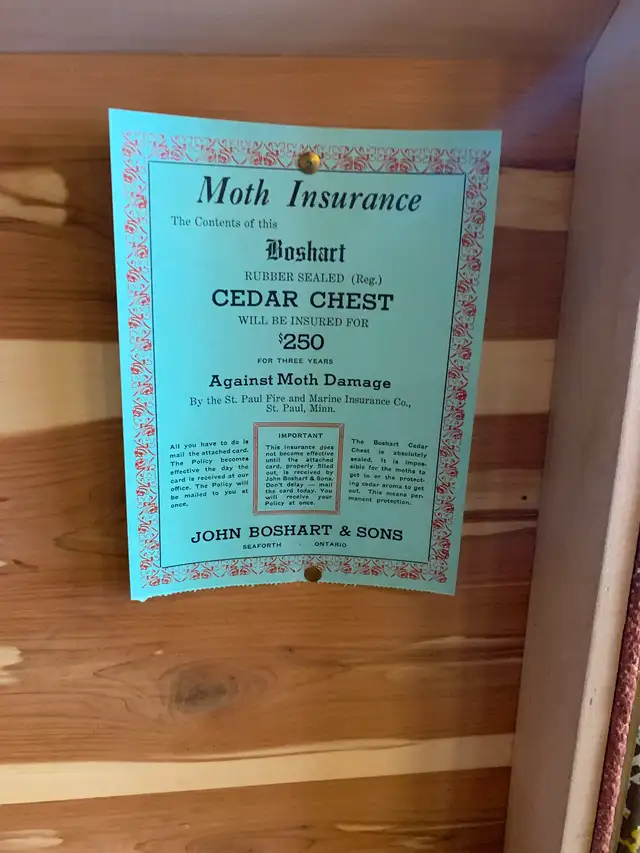 Moth Insurance
The Contents of this
Boshart
RUBBER SEALED (Reg.)
CEDAR CHEST
WILL BE INSURED FOR
$250
FOR THREE YEARS
Against Moth Damage
By the St. Paul Fire and Marine Insurance Co.,
St. Paul, Minn.
All you have to do is
mail the attached card.
The Policy becomes
effective the day the
card is received at our
office. The Policy will
be mailed to you at
once.
IMPORTANT
This insurance does
not become effective
until the attached
card, properly filled
out, is received by
John Boshart & Sons.
Don't delay — mail
the card today. You
will receive your
Policy at once.
The Boshart Cedar
Chest is absolutely
sealed. It is impos-
sible for the moths to
get in or the protect-
ing cedar aroma to get
out. This means per-
manent protection.
JOHN BOSHART & SONS
SEAFORTH - ONTARIO